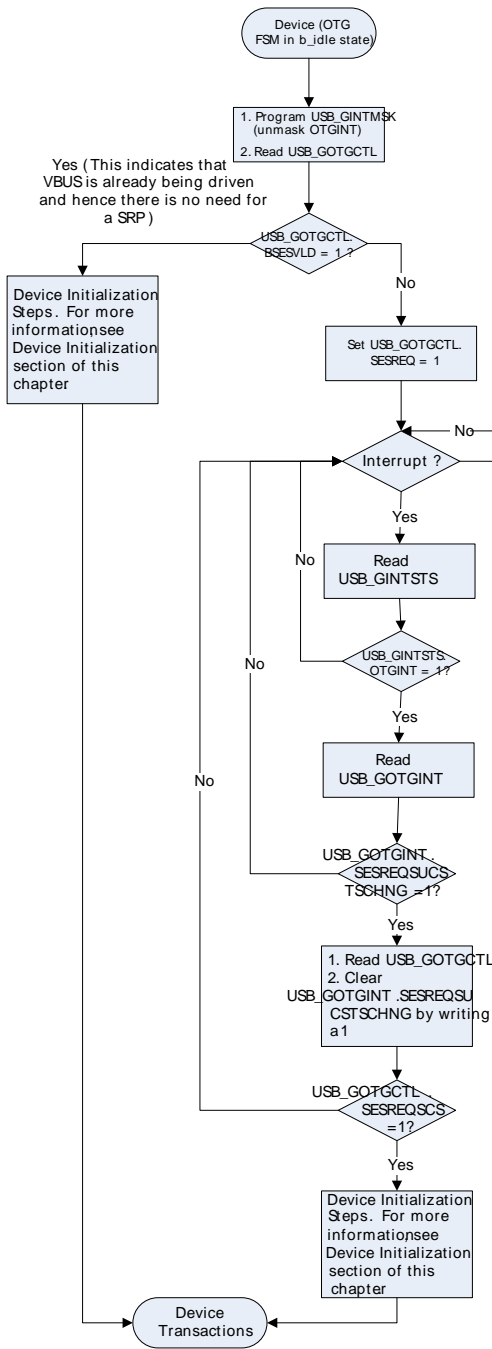 Device (OTG
FSM in b_idle state)
1. Program USB_GINTMSK
(unmask OTGINT)
2. Read USB_GOTGCTL
Yes (This indicates that
VBUS is already being driven
and hence there is no need for
a SRP)
USB_GOTGCTL.
BSESVLD = 1 ?
No
Device Initialization
Steps. For more
information,see
Device Initialization
section of this
chapter
Set USB_GOTGCTL.
SESREQ = 1
No
Interrupt ?
Yes
Read
USB_GINTSTS
No
USB_GINTSTS.
OTGINT = 1?
No
Yes
Read
USB_GOTGINT
No
USB_GOTGINT .
SESREQSUCS
TSCHNG =1?
Yes
1. Read USB_GOTGCTL
2. Clear
USB_GOTGINT .SESREQSU
CSTSCHNG by writing
a 1
USB_GOTGCTL .
SESREQSCS
=1?
Yes
Device Initialization
Steps. For more
information,see
Device Initialization
section of this
chapter
Device
Transactions